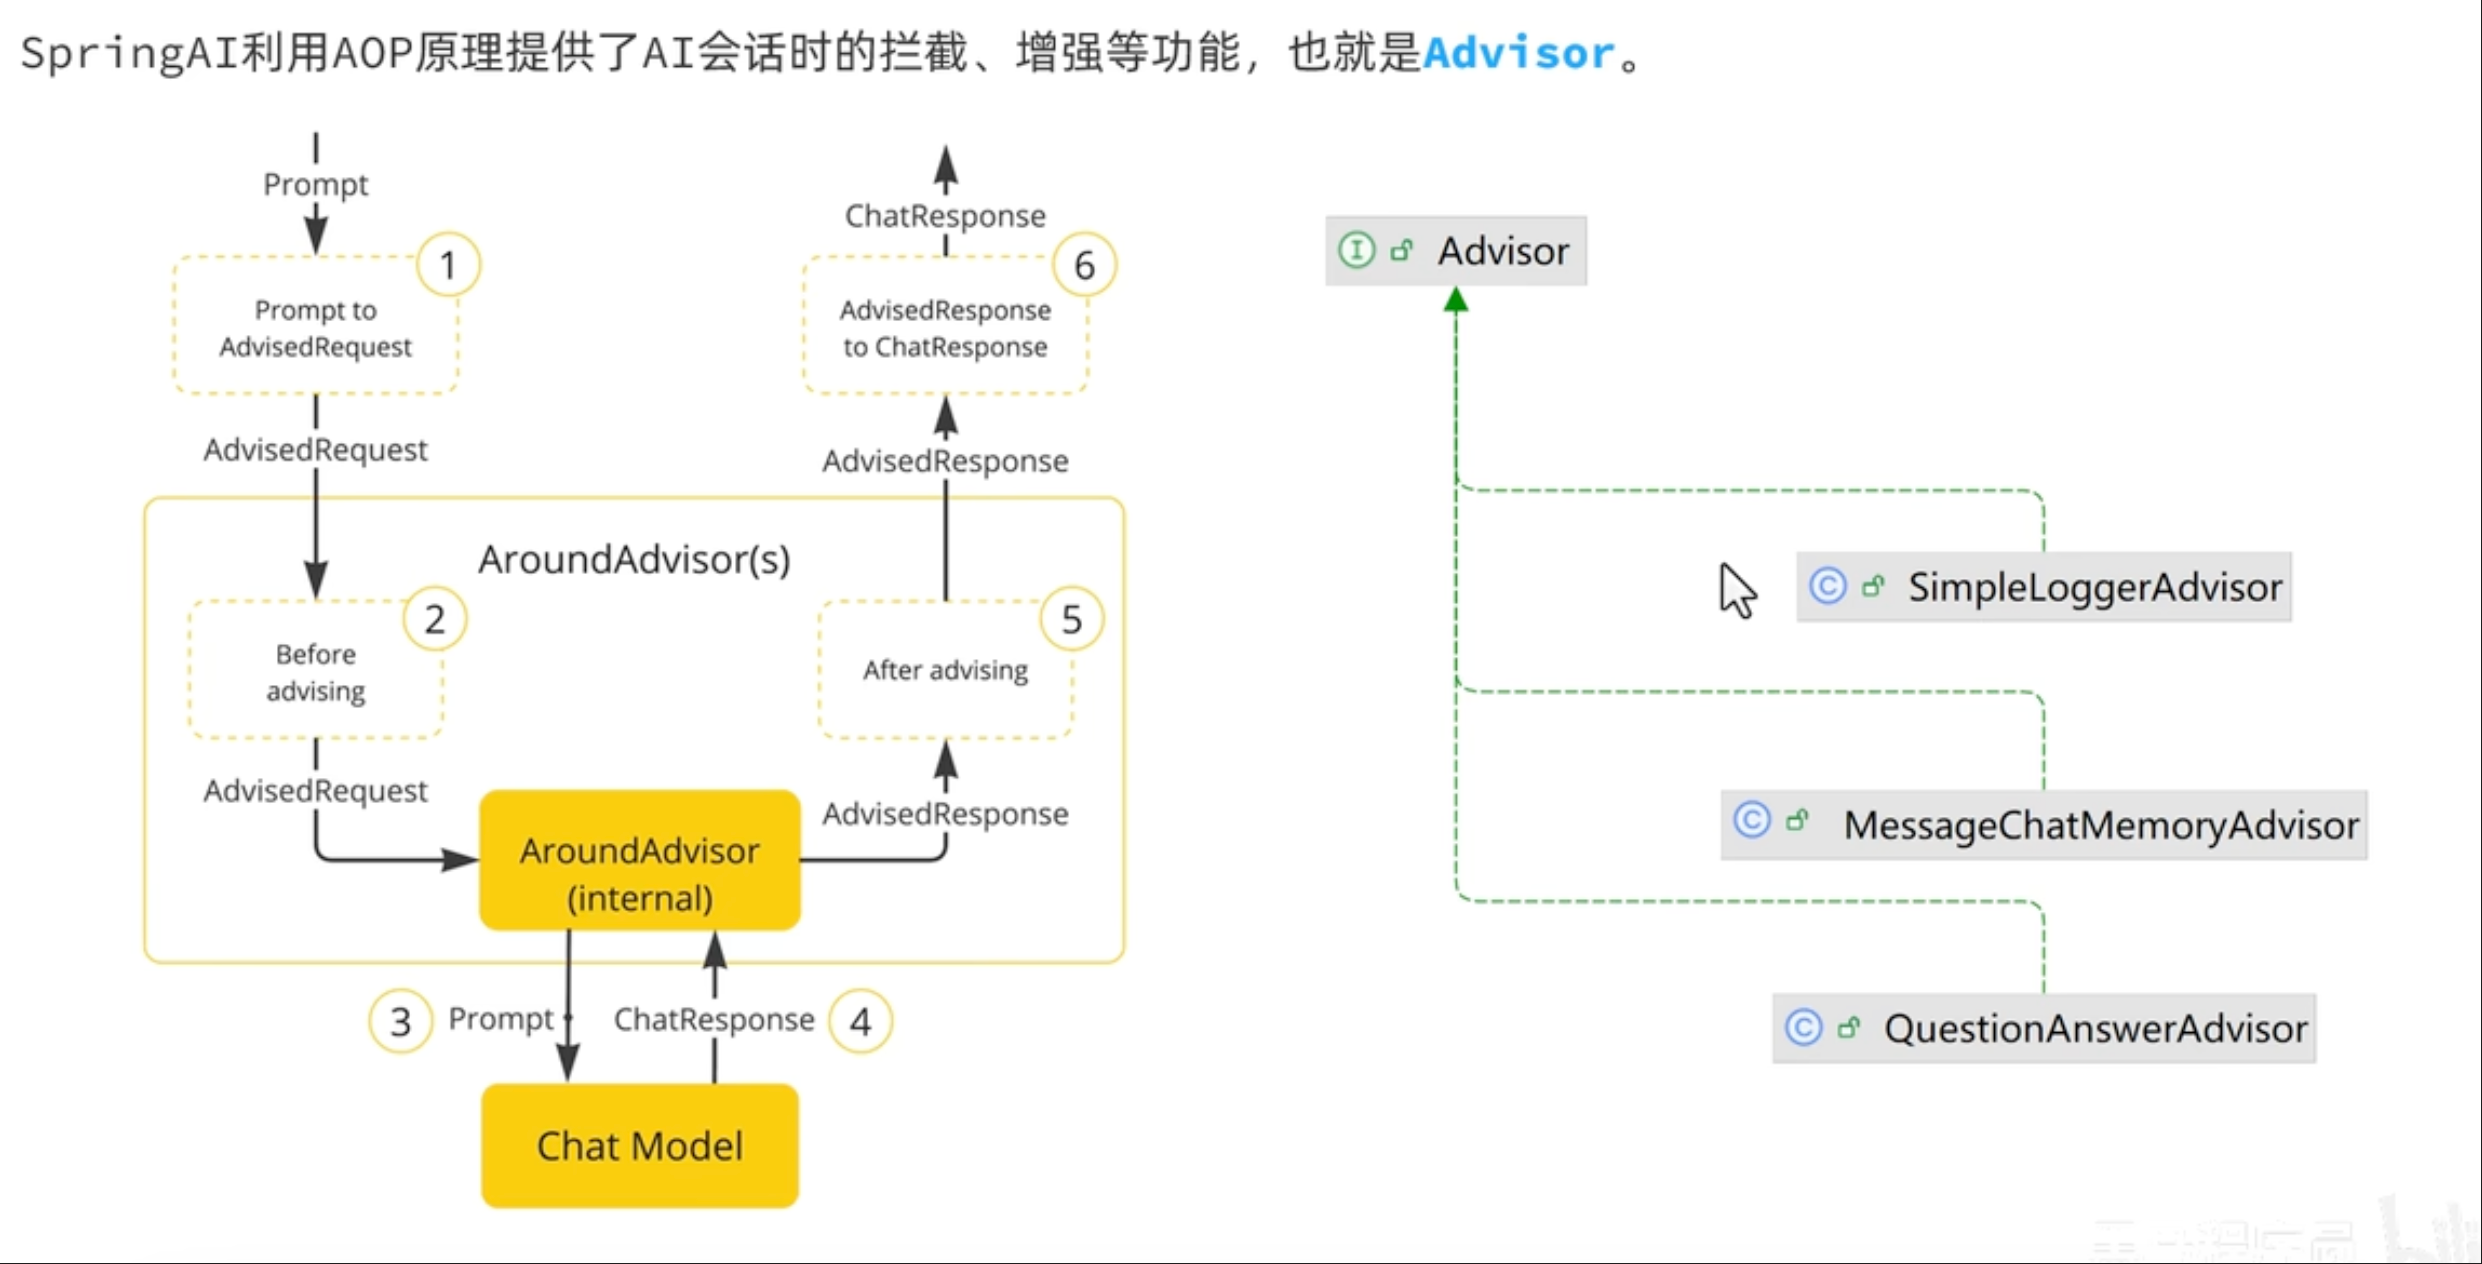 SpringAI利用AOP原理提供了AI会话时的拦截、增强等功能，也就是Advisor。
Prompt
1
Prompt to
AdvisedRequest
AdvisedRequest
ChatResponse
6
AdvisedResponse
to ChatResponse
AdvisedResponse
AroundAdvisor(s)
2
Before
advising
AdvisedRequest
5
After advising
AdvisedResponse
AroundAdvisor
(internal)
3
Prompt
ChatResponse
4
Chat Model
I
Advisor
C
SimpleLoggerAdvisor
C
MessageChatMemoryAdvisor
C
QuestionAnswerAdvisor